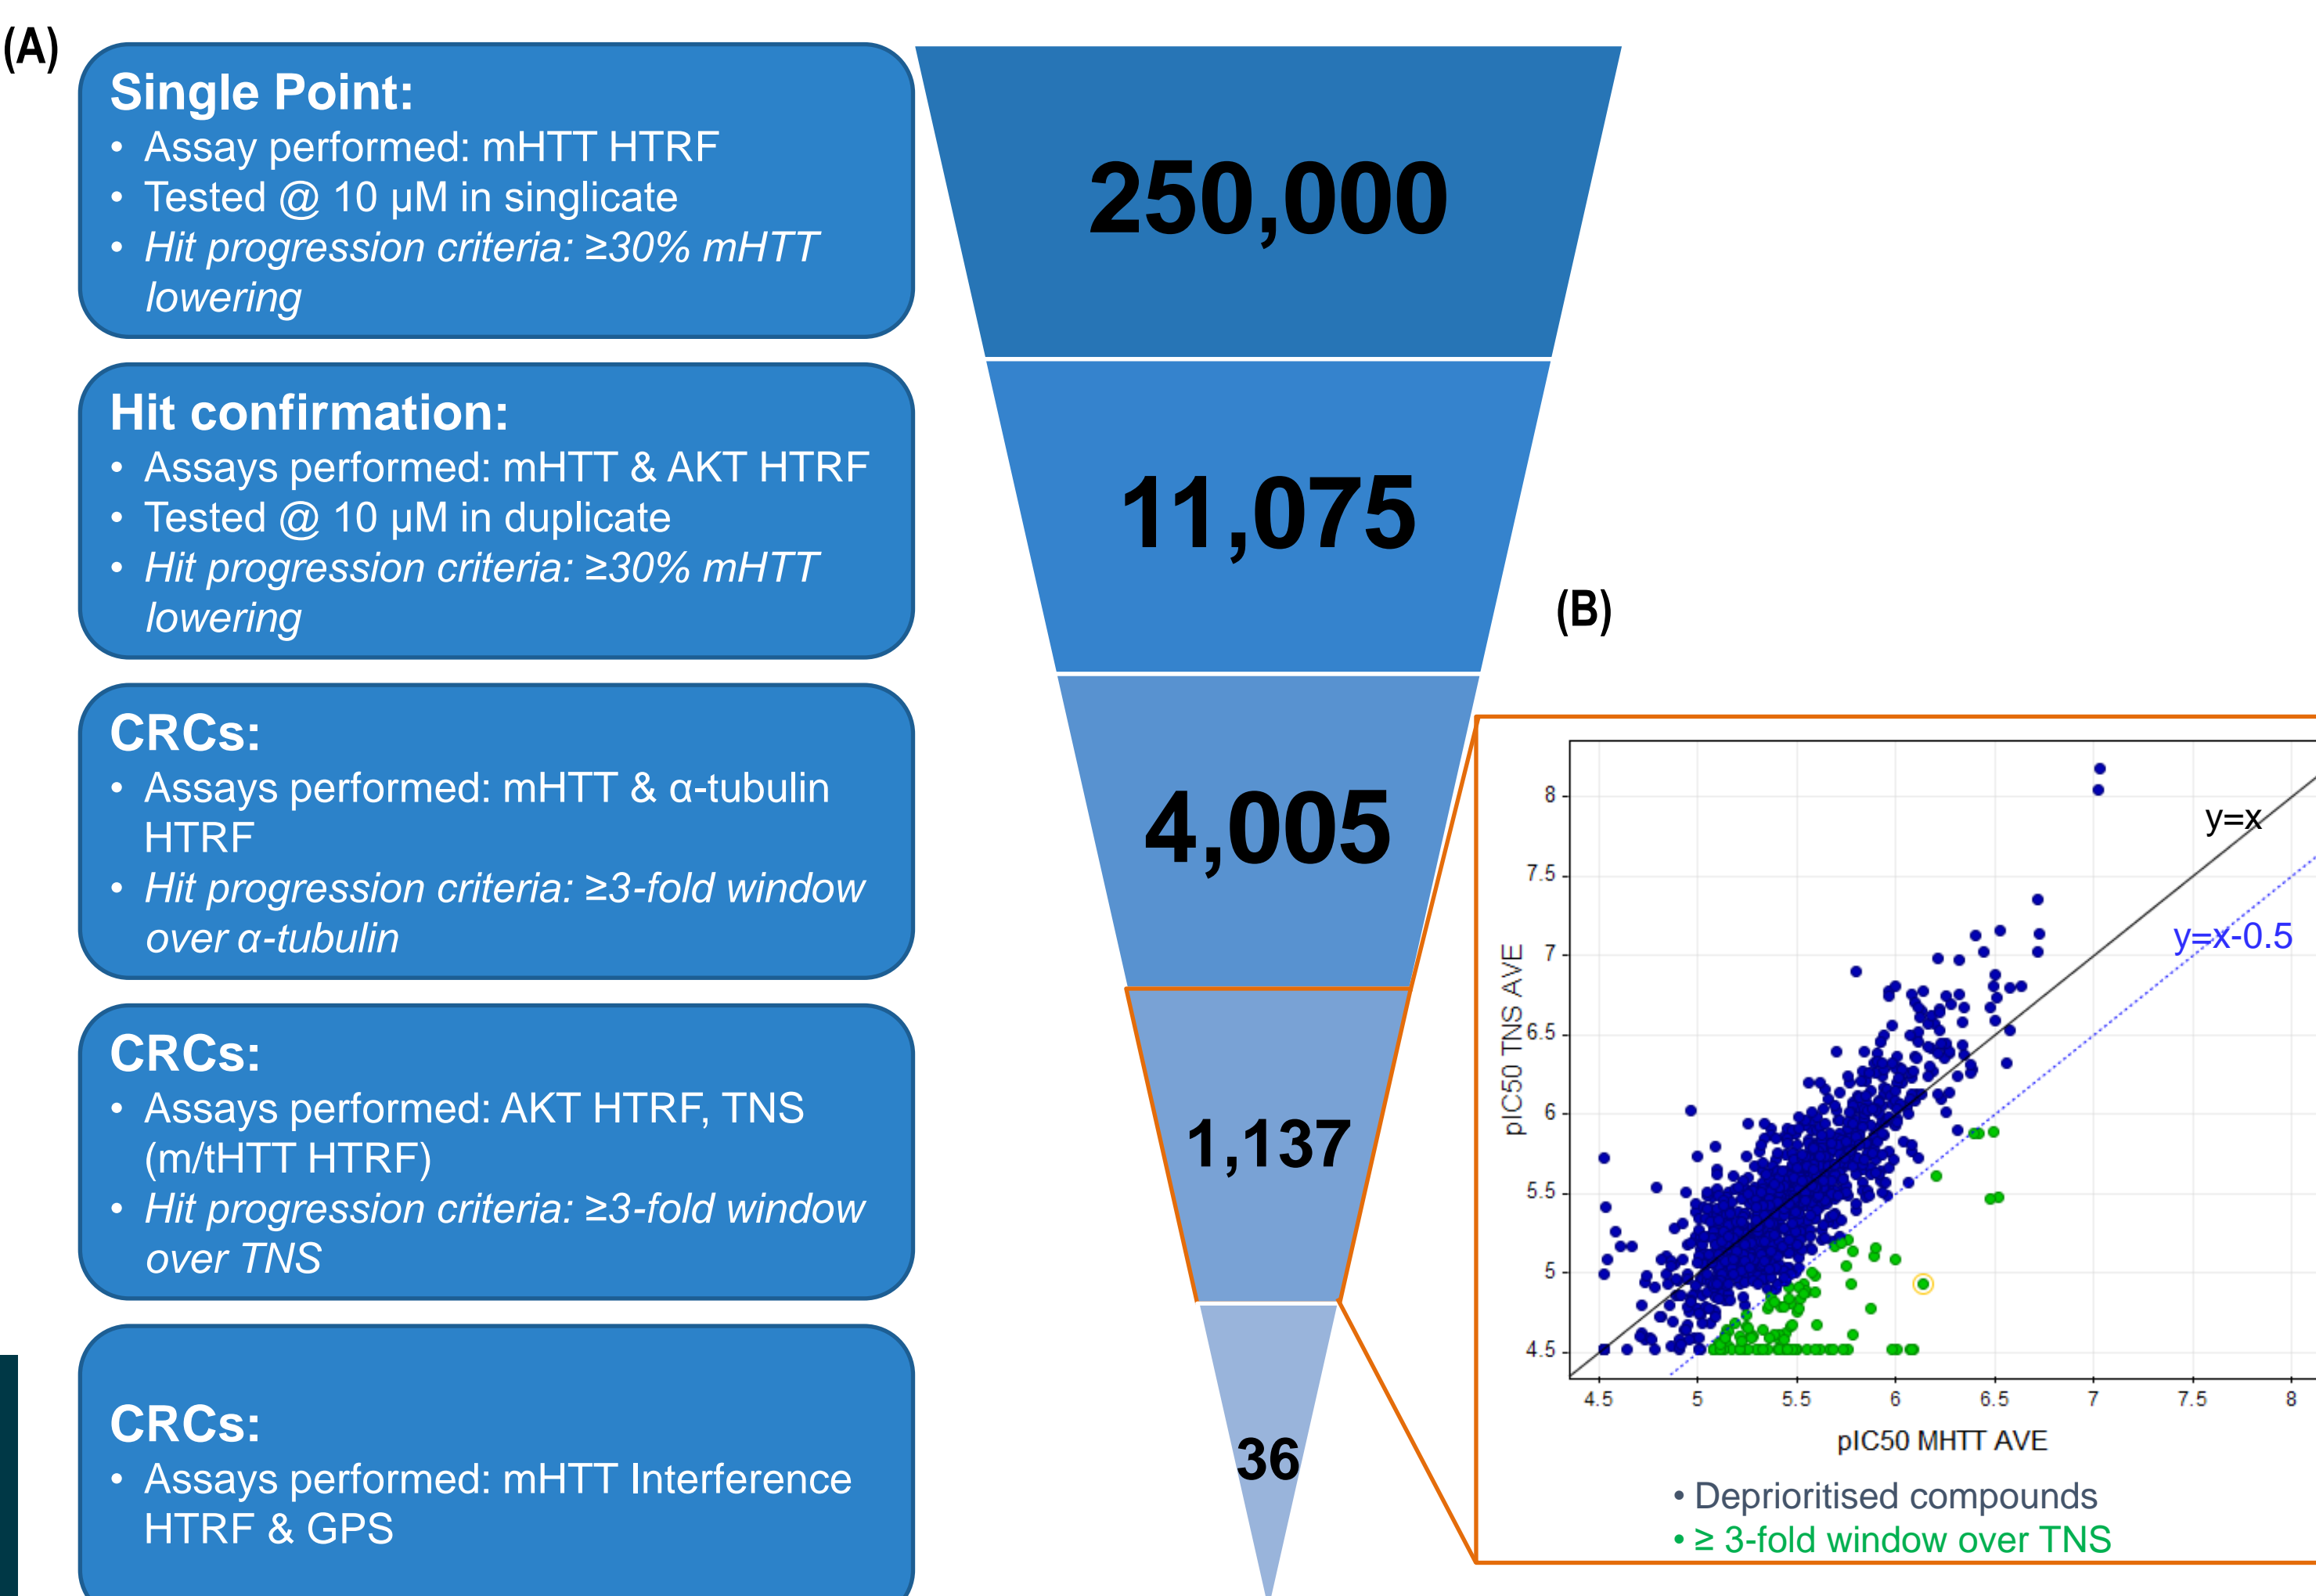 (A)
Single Point:
• Assay performed: mHTT HTRF
• Tested @ 10 µM in singlicate
• Hit progression criteria: ≥30% mHTT
lowering
250,000
Hit confirmation:
• Assays performed: mHTT & AKT HTRF
• Tested @ 10 µM in duplicate
• Hit progression criteria: ≥30% mHTT
lowering
11,075
CRCs:
• Assays performed: mHTT & α-tubulin
HTRF
• Hit progression criteria: ≥3-fold window
over α-tubulin
4,005
CRCs:
• Assays performed: AKT HTRF, TNS
(m/tHTT HTRF)
• Hit progression criteria: ≥3-fold window
over TNS
1,137
CRCs:
• Assays performed: mHTT Interference
HTRF & GPS
36
(B)
pIC50 TNS AVE
8
7.5
7
6.5
6
5.5
5
4.5
y=x
y=x-0.5
4.5 5 5.5 6 6.5 7 7.5 8
pIC50 MHTT AVE
• Deprioritised compounds
• ≥ 3-fold window over TNS